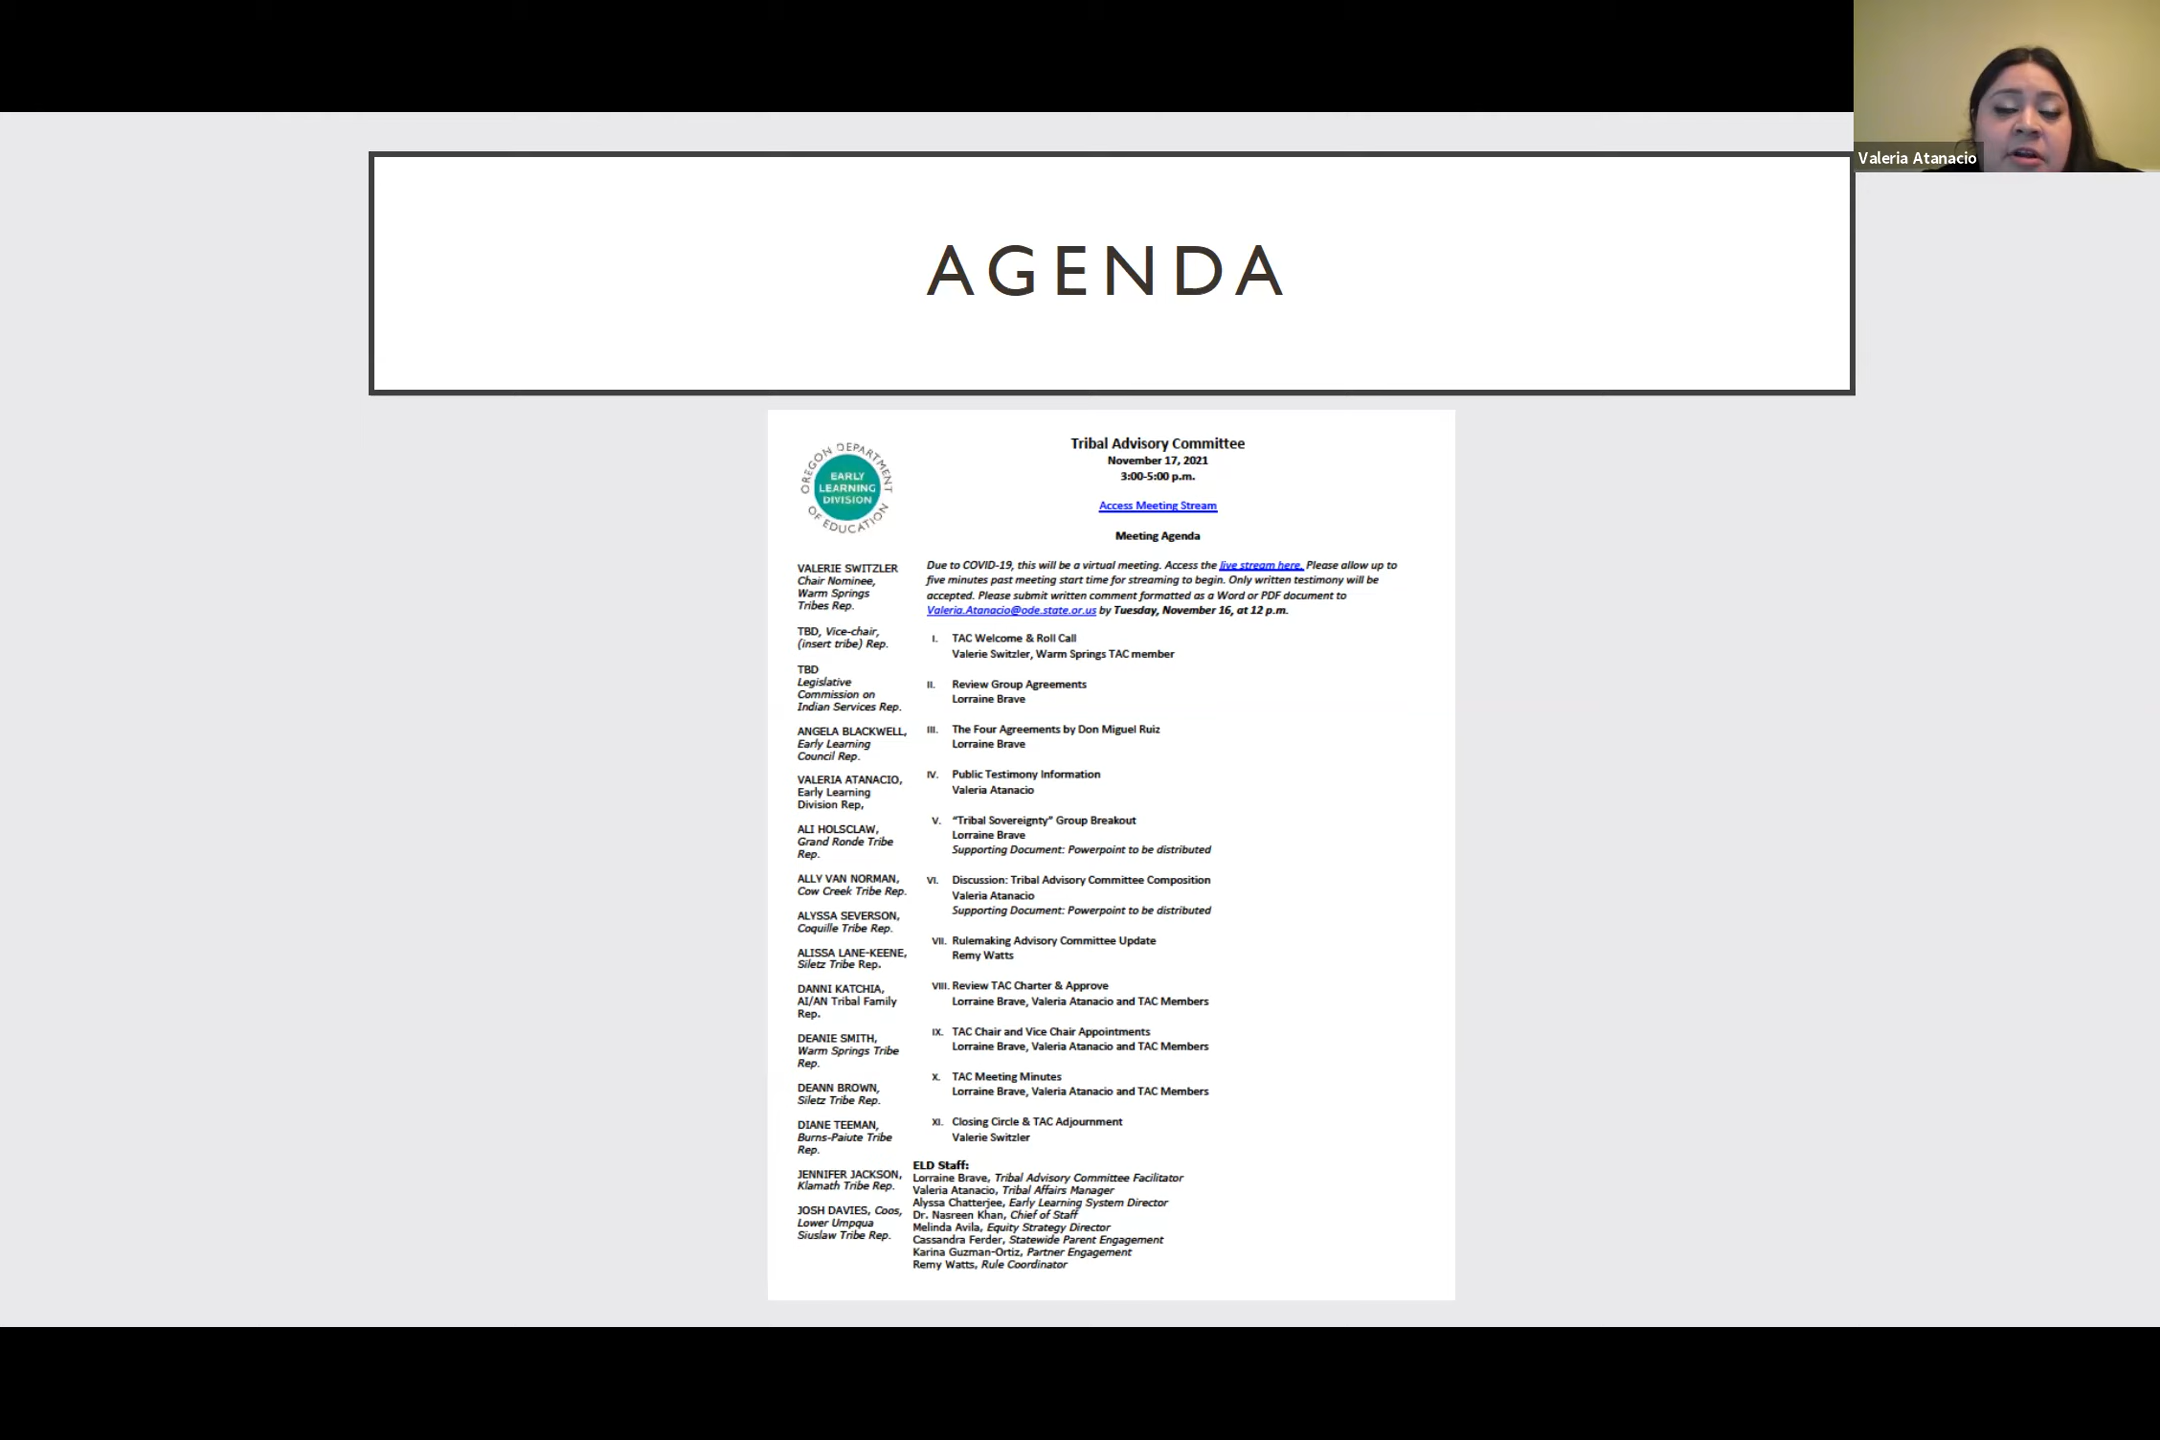 Valeria Atanacio
AGENDA
OREGON DEPARTMENT
OF EDUCATION
EARLY
LEARNING
DIVISION
Tribal Advisory Committee
November 17, 2021
3:00-5:00 p.m.
Access Meeting Stream
Meeting Agenda
VALERIE SWITZLER
Chair Nominee,
Warm Springs
Tribes Rep.
TBD, Vice-chair,
(insert tribe) Rep.
TBD
Legislative
Commission on
Indian Services Rep.
ANGELA BLACKWELL,
Early Learning
Council Rep.
VALERIA ATANACIO,
Early Learning
Division Rep,
ALI HOLSCLAW,
Grand Ronde Tribe
Rep.
ALLY VAN NORMAN,
Cow Creek Tribe Rep.
ALYSSA SEVERSON,
Coquille Tribe Rep.
ALISSA LANE-KEENE,
Siletz Tribe Rep.
DANNI KATCHIA,
AI/AN Tribal Family
Rep.
DEANIE SMITH,
Warm Springs Tribe
Rep.
DEANN BROWN,
Siletz Tribe Rep.
DIANE TEEMAN,
Burns-Paiute Tribe
Rep.
JENNIFER JACKSON,
Klamath Tribe Rep.
JOSH DAVIES, Coos,
Lower Umpqua
Siuslaw Tribe Rep.
Due to COVID-19, this will be a virtual meeting. Access the live stream here. Please allow up to
five minutes past meeting start time for streaming to begin. Only written testimony will be
accepted. Please submit written comment formatted as a Word or PDF document to
Valeria.Atanacio@ode.state.or.us by Tuesday, November 16, at 12 p.m.
I. TAC Welcome & Roll Call
Valerie Switzler, Warm Springs TAC member
II. Review Group Agreements
Lorraine Brave
III. The Four Agreements by Don Miguel Ruiz
Lorraine Brave
IV. Public Testimony Information
Valeria Atanacio
V. “Tribal Sovereignty” Group Breakout
Lorraine Brave
Supporting Document: Powerpoint to be distributed
VI. Discussion: Tribal Advisory Committee Composition
Valeria Atanacio
Supporting Document: Powerpoint to be distributed
VII. Rulemaking Advisory Committee Update
Remy Watts
VIII. Review TAC Charter & Approve
Lorraine Brave, Valeria Atanacio and TAC Members
IX. TAC Chair and Vice Chair Appointments
Lorraine Brave, Valeria Atanacio and TAC Members
X. TAC Meeting Minutes
Lorraine Brave, Valeria Atanacio and TAC Members
XI. Closing Circle & TAC Adjournment
Valerie Switzler
ELD Staff:
Lorraine Brave, Tribal Advisory Committee Facilitator
Valeria Atanacio, Tribal Affairs Manager
Alyssa Chatterjee, Early Learning System Director
Dr. Nasreen Khan, Chief of Staff
Melinda Avila, Equity Strategy Director
Cassandra Ferder, Statewide Parent Engagement
Karina Guzman-Ortiz, Partner Engagement
Remy Watts, Rule Coordinator